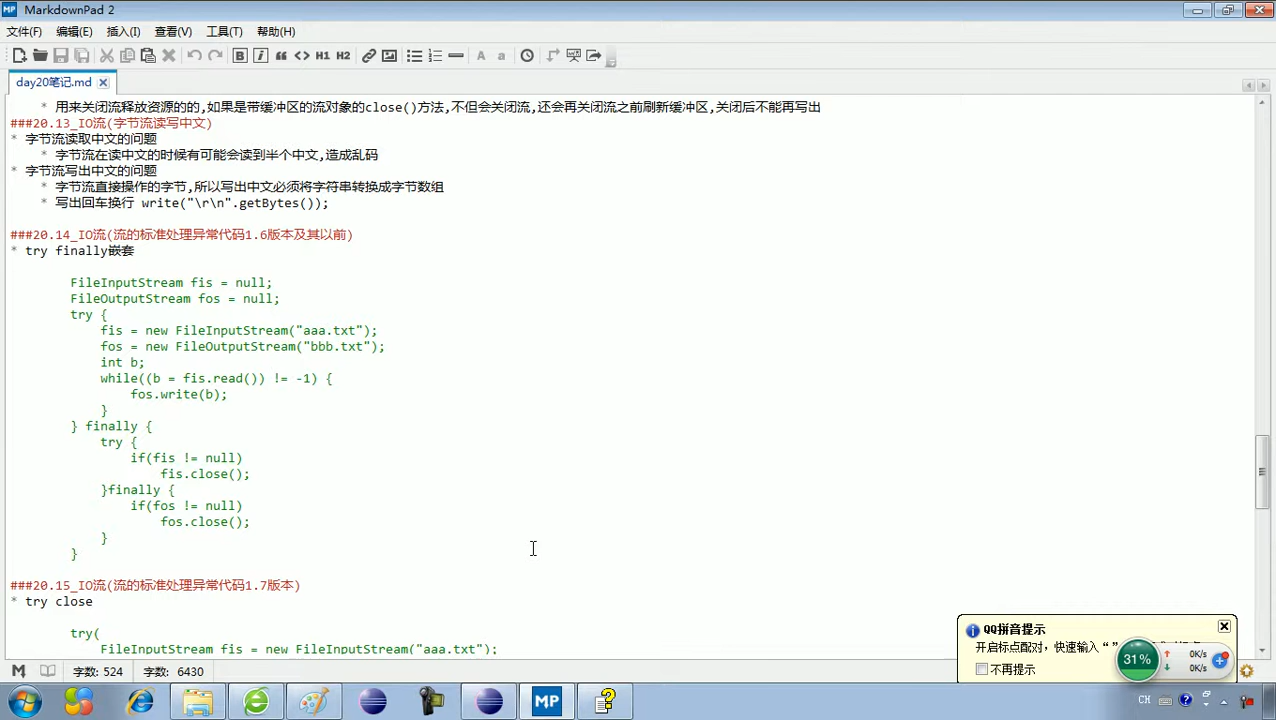 MarkdownPad 2
文件(F) 编辑(E) 插入(I) 查看(V) 工具(T) 帮助(H)
B i “ <> H1 H2 A a
day20笔记.md
* 用来关闭流释放资源的的,如果是带缓冲区的流对象的close()方法,不但会关闭流,还会再关闭流之前刷新缓冲区,关闭后不能再写出
###20.13_IO流(字节流读写中文)
* 字节流读取中文的问题
* 字节流在读中文的时候有可能会读到半个中文,造成乱码
* 字节流写出中文的问题
* 字节流直接操作的字节,所以写出中文必须将字符串转换成字节数组
* 写出回车换行 write("\r\n".getBytes());
###20.14_IO流(流的标准处理异常代码1.6版本及其以前)
* try finally嵌套
FileInputStream fis = null;
FileOutputStream fos = null;
try {
fis = new FileInputStream("aaa.txt");
fos = new FileOutputStream("bbb.txt");
int b;
while((b = fis.read()) != -1) {
fos.write(b);
}
} finally {
try {
if(fis != null)
fis.close();
}finally {
if(fos != null)
fos.close();
}
}
###20.15_IO流(流的标准处理异常代码1.7版本)
* try close
try(
FileInputStream fis = new FileInputStream("aaa.txt");
QQ拼音提示
开启标点配对，快速输入“ ”
不再提示
31%
0K/s
0K/s
字数: 524 字数: 6430
MP
CH